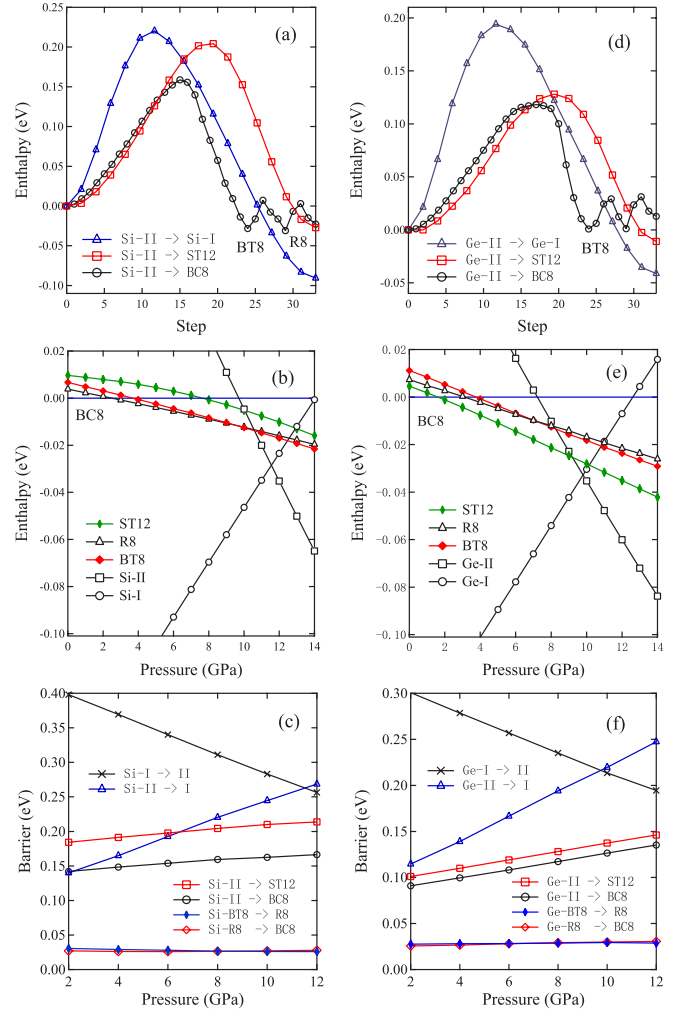 (a)
0.25
0.20
0.15
0.10
0.05
0.00
-0.05
-0.10
Enthalpy (eV)
Si-II -> Si-I
Si-II -> ST12
Si-II -> BC8
BT8
R8
0 5 10 15 20 25 30
Step
(d)
0.20
0.15
0.10
0.05
0.00
-0.05
Enthalpy (eV)
Ge-II -> Ge-I
Ge-II -> ST12
Ge-II -> BC8
BT8
0 5 10 15 20 25 30
Step
(b)
0.02
0.00
-0.02
-0.04
-0.06
-0.08
-0.10
Enthalpy (eV)
BC8
ST12
R8
BT8
Si-II
Si-I
0 2 4 6 8 10 12 14
Pressure (GPa)
(e)
0.02
0.00
-0.02
-0.04
-0.06
-0.08
-0.10
Enthalpy (eV)
BC8
ST12
R8
BT8
Ge-II
Ge-I
0 2 4 6 8 10 12 14
Pressure (GPa)
(c)
0.40
0.30
0.20
0.15
0.10
0.05
0.00
Barrier (eV)
Si-I -> II
Si-II -> I
Si-II -> ST12
Si-II -> BC8
Si-BT8 -> R8
Si-R8 -> BC8
2 4 6 8 10 12
Pressure (GPa)
(f)
0.30
0.25
0.20
0.15
0.10
0.05
0.00
Barrier (eV)
Ge-I -> II
Ge-II -> I
Ge-II -> ST12
Ge-II -> BC8
Ge-BT8 -> R8
Ge-R8 -> BC8
2 4 6 8 10 12
Pressure (GPa)